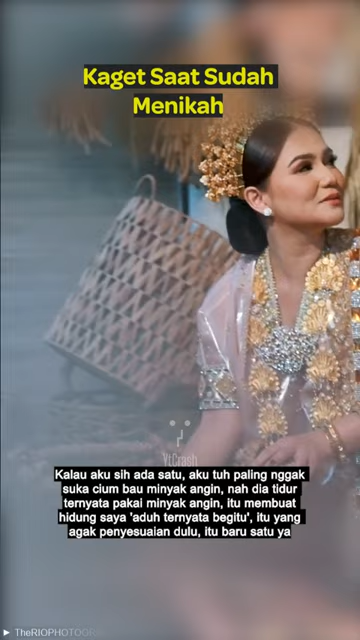 Kaget Saat Sudah
Menikah
YtCrash
Kalau aku sih ada satu, aku tuh paling nggak
suka cium bau minyak angin, nah dia tidur
ternyata pakai minyak angin, itu membuat
hidung saya 'aduh ternyata begitu', itu yang
agak penyesuaian dulu, itu baru satu ya
► TheRIOPHOTOGR